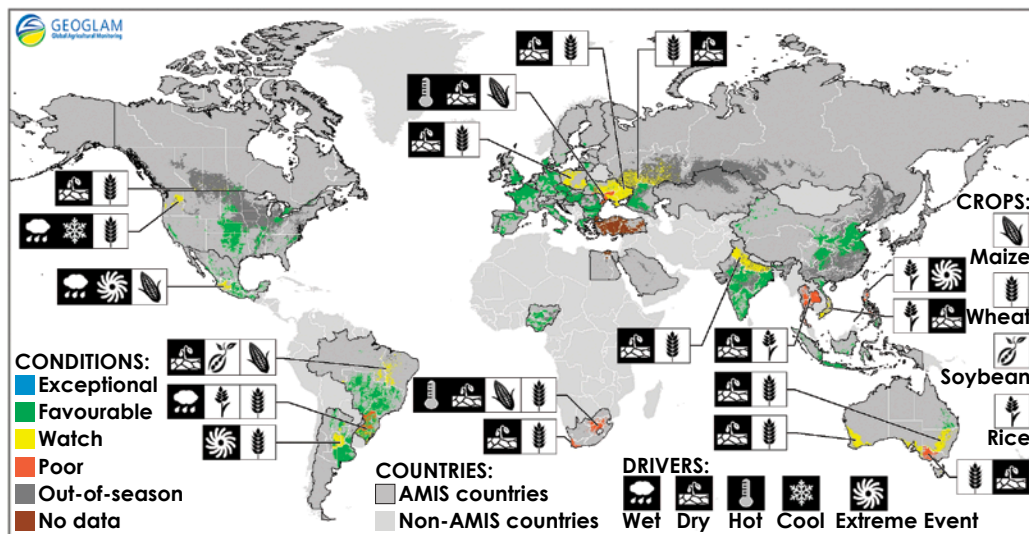 GEOGLAM
Global Agricultural Monitoring
CROPS:
Maize
Wheat
Soybean
Rice
CONDITIONS:
Exceptional
Favourable
Watch
Poor
Out-of-season
No data
COUNTRIES:
AMIS countries
Non-AMIS countries
DRIVERS:
Wet Dry Hot Cool Extreme Event